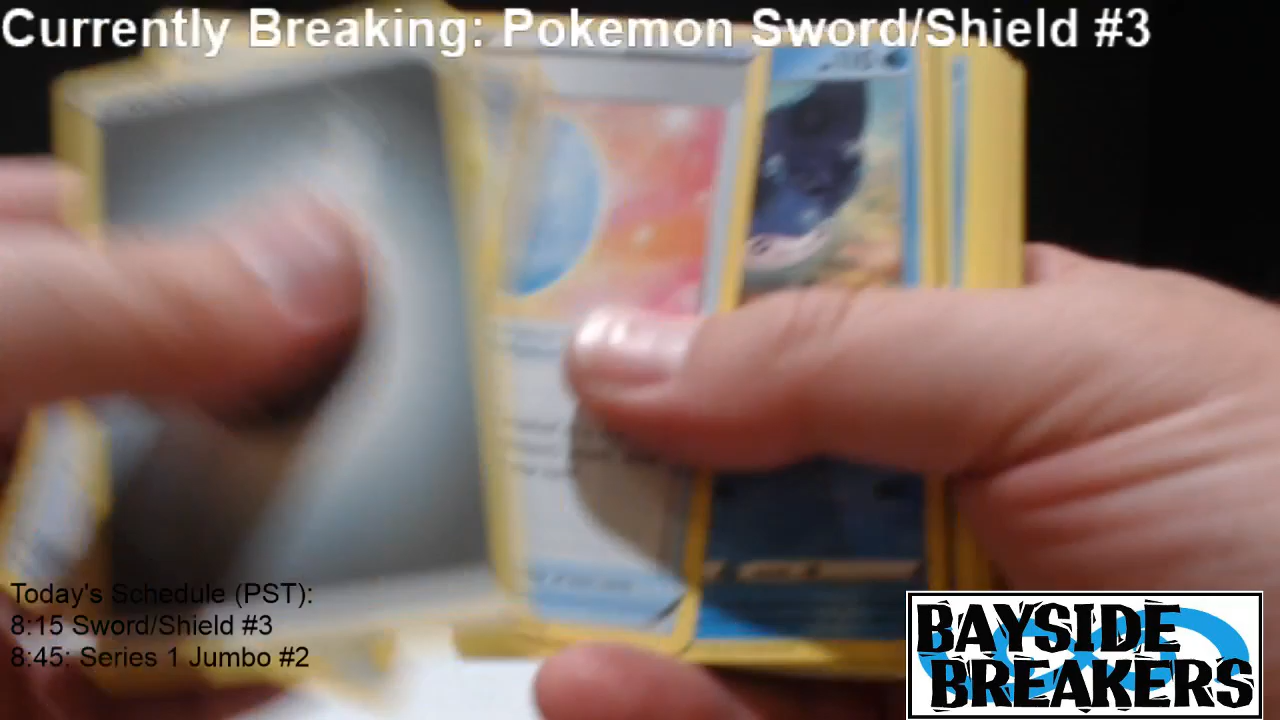 Currently Breaking: Pokemon Sword/Shield #3
Today's Schedule (PST):
8:15 Sword/Shield #3
8:45: Series 1 Jumbo #2
BAYSIDE
BREAKERS